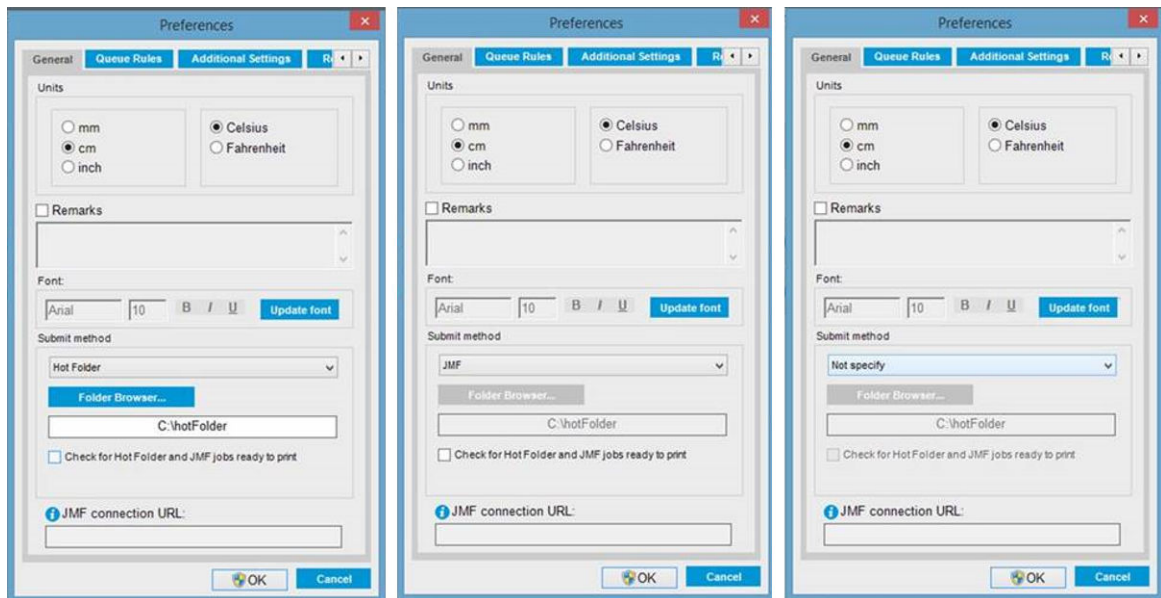 Preferences
General Queue Rules Additional Settings
Units
mm
cm
inch
Celsius
Fahrenheit
Remarks
Font:
Arial 10 B I U Update font
Submit method
Hot Folder
Folder Browser...
C:\hotFolder
Check for Hot Folder and JMF jobs ready to print
JMF connection URL:
OK Cancel
Preferences
General Queue Rules Additional Settings
Units
mm
cm
inch
Celsius
Fahrenheit
Remarks
Font:
Arial 10 B I U Update font
Submit method
JMF
Folder Browser...
C:\hotFolder
Check for Hot Folder and JMF jobs ready to print
JMF connection URL:
OK Cancel
Preferences
General Queue Rules Additional Settings
Units
mm
cm
inch
Celsius
Fahrenheit
Remarks
Font:
Arial 10 B I U Update font
Submit method
Not specify
Folder Browser...
C:\hotFolder
Check for Hot Folder and JMF jobs ready to print
JMF connection URL:
OK Cancel